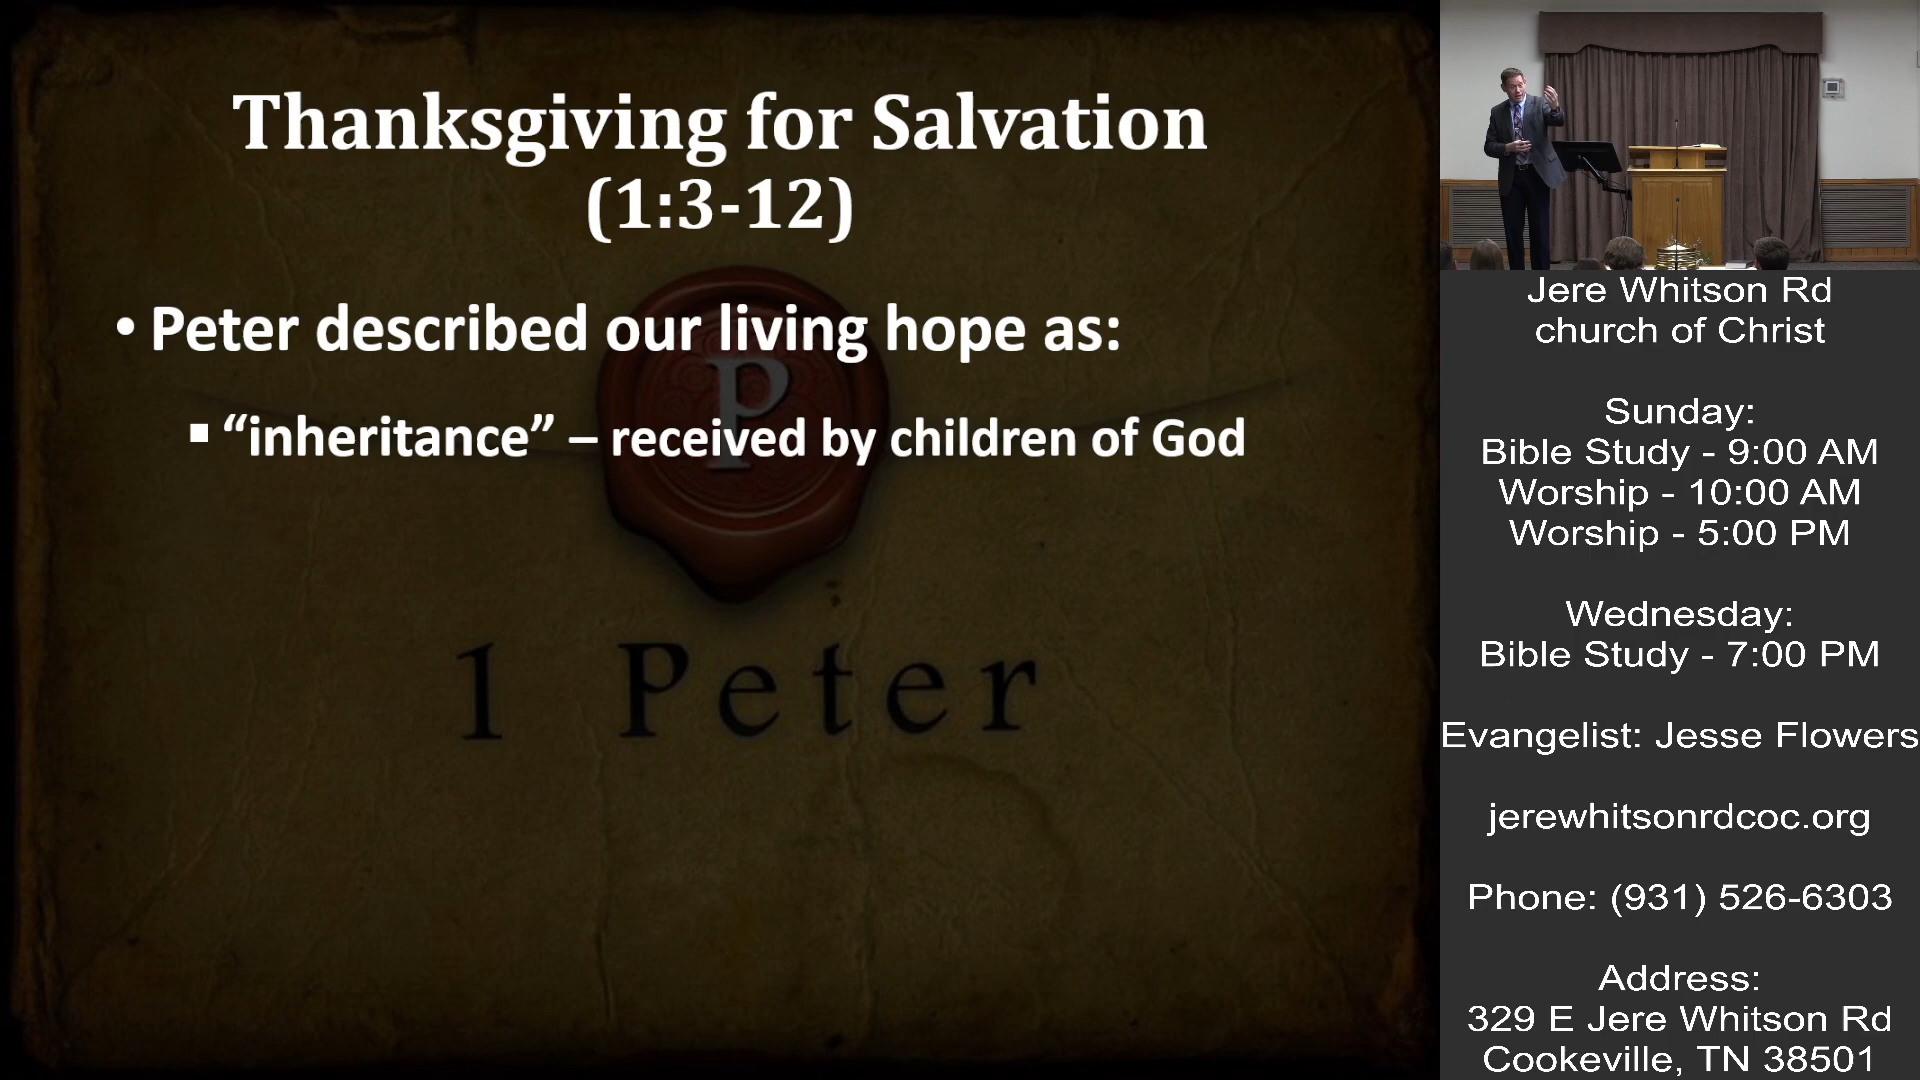 Thanksgiving for Salvation
(1:3-12)
• Peter described our living hope as:
▪ “inheritance” – received by children of God
P
1 Peter
Jere Whitson Rd
church of Christ
Sunday:
Bible Study - 9:00 AM
Worship - 10:00 AM
Worship - 5:00 PM
Wednesday:
Bible Study - 7:00 PM
Evangelist: Jesse Flowers
jerewhitsonrdcoc.org
Phone: (931) 526-6303
Address:
329 E Jere Whitson Rd
Cookeville, TN 38501